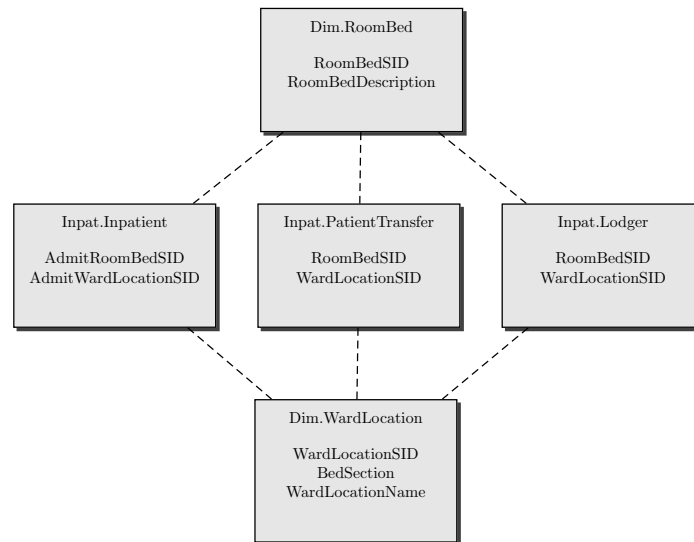 Dim.RoomBed
RoomBedSID
RoomBedDescription
Inpat.Inpatient
AdmitRoomBedSID
AdmitWardLocationSID
Inpat.PatientTransfer
RoomBedSID
WardLocationSID
Inpat.Lodger
RoomBedSID
WardLocationSID
Dim.WardLocation
WardLocationSID
BedSection
WardLocationName